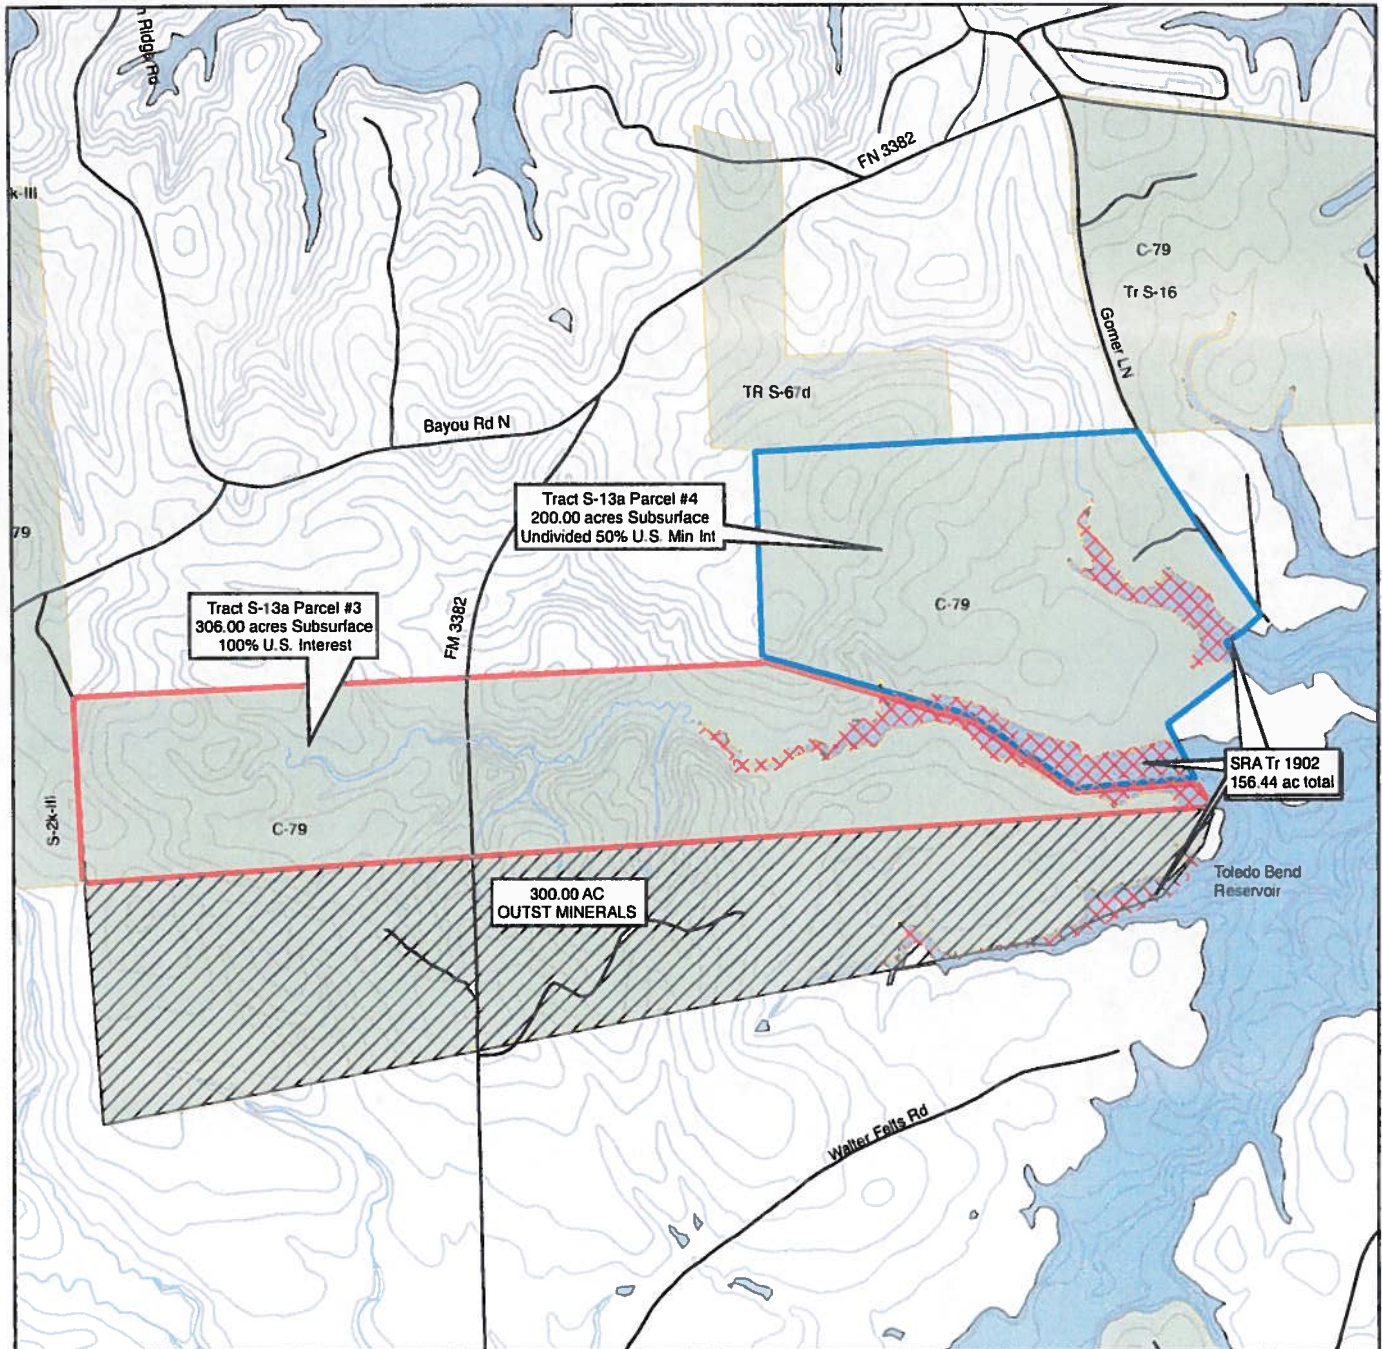 n Ridge Rd
FN 3382
k-III
C-79
Tr S-16
Gomer LN
TR S-67d
Bayou Rd N
Tract S-13a Parcel #4
200.00 acres Subsurface
Undivided 50% U.S. Min Int
79
C-79
Tract S-13a Parcel #3
306.00 acres Subsurface
100% U.S. Interest
FM 3382
SRA Tr 1902
156.44 ac total
S-2k-III
C-79
Toledo Bend
Reservoir
300.00 AC
OUTST MINERALS
Walter Felts Rd